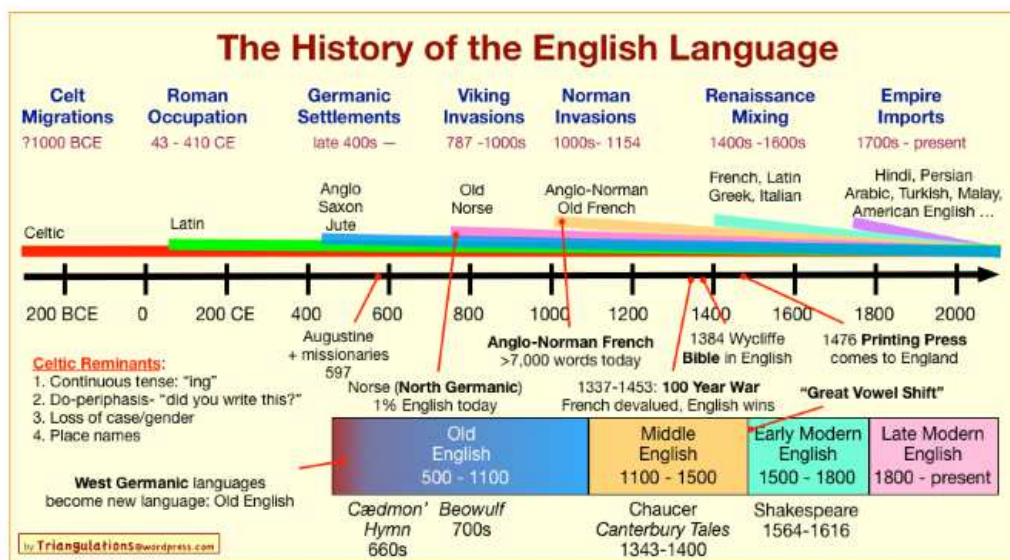 The History of the English Language
Celt
Migrations
?1000 BCE
Roman
Occupation
43 - 410 CE
Germanic
Settlements
late 400s —
Viking
Invasions
787 -1000s
Norman
Invasions
1000s- 1154
Renaissance
Mixing
1400s -1600s
Empire
Imports
1700s - present
Celtic
Latin
Anglo
Saxon
Jute
Old
Norse
Anglo-Norman
Old French
French, Latin
Greek, Italian
Hindi, Persian
Arabic, Turkish, Malay,
American English ...
200 BCE
0
200 CE
400
600
800
1000
1200
1400
1600
1800
2000
Augustine
+ missionaries
597
Norse (North Germanic)
1% English today
Anglo-Norman French
>7,000 words today
1337-1453: 100 Year War
French devalued, English wins
1384 Wycliffe
Bible in English
1476 Printing Press
comes to England
"Great Vowel Shift"
Celtic Reminants:
1. Continuous tense: "ing"
2. Do-periphasis- "did you write this?"
3. Loss of case/gender
4. Place names
West Germanic languages
become new language: Old English
Old
English
500 - 1100
Middle
English
1100 - 1500
Early Modern
English
1500 - 1800
Late Modern
English
1800 - present
Cædmon'
Hymn
660s
Beowulf
700s
Chaucer
Canterbury Tales
1343-1400
Shakespeare
1564-1616
by Triangulations@wordpress.com